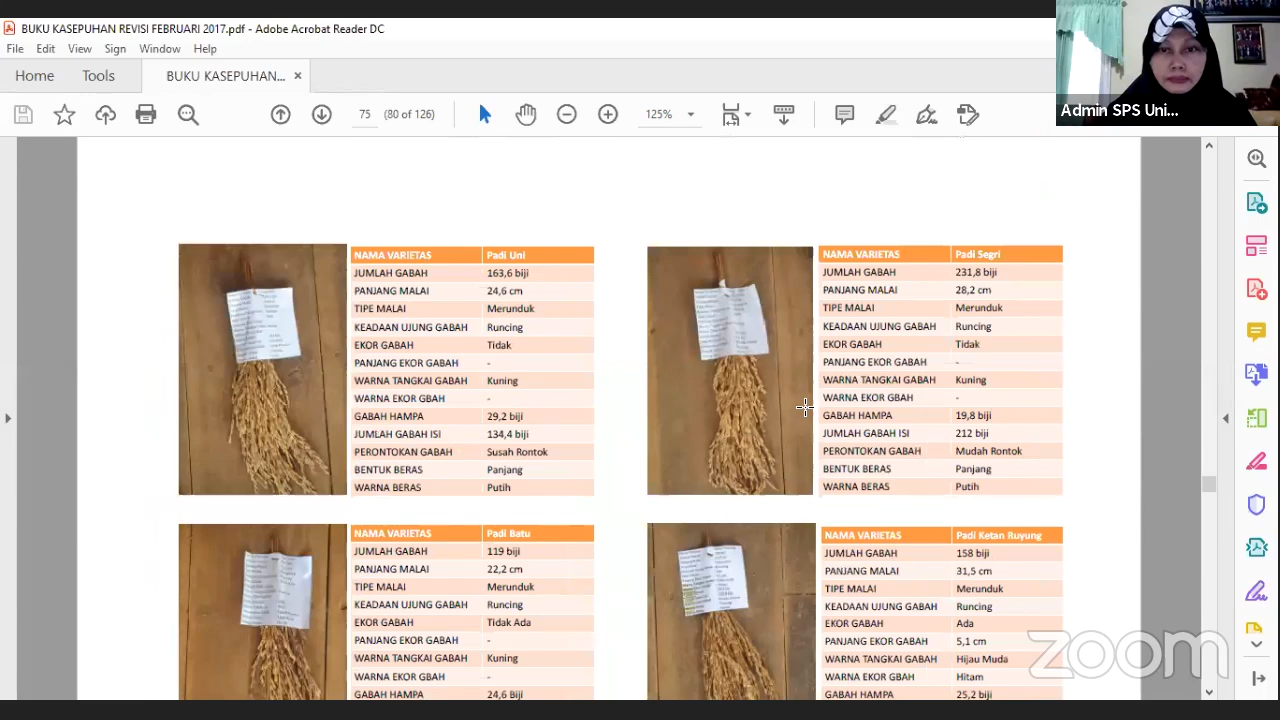 BUKU KASEPUHAN REVISI FEBRUARI 2017.pdf - Adobe Acrobat Reader DC
File Edit View Sign Window Help
Home Tools BUKU KASEPUHAN... ×
75 (80 of 126) 125%
Admin SPS Uni...
NAMA VARIETAS Padi Uni
JUMLAH GABAH 163,6 biji
PANJANG MALAI 24,6 cm
TIPE MALAI Merunduk
KEADAAN UJUNG GABAH Runcing
EKOR GABAH Tidak
PANJANG EKOR GABAH -
WARNA TANGKAI GABAH Kuning
WARNA EKOR GBAH -
GABAH HAMPA 29,2 biji
JUMLAH GABAH ISI 134,4 biji
PERONTOKAN GABAH Susah Rontok
BENTUK BERAS Panjang
WARNA BERAS Putih
NAMA VARIETAS Padi Segri
JUMLAH GABAH 231,8 biji
PANJANG MALAI 28,2 cm
TIPE MALAI Merunduk
KEADAAN UJUNG GABAH Runcing
EKOR GABAH Tidak
PANJANG EKOR GABAH -
WARNA TANGKAI GABAH Kuning
WARNA EKOR GBAH -
GABAH HAMPA 19,8 biji
JUMLAH GABAH ISI 212 biji
PERONTOKAN GABAH Mudah Rontok
BENTUK BERAS Panjang
WARNA BERAS Putih
NAMA VARIETAS Padi Batu
JUMLAH GABAH 119 biji
PANJANG MALAI 22,2 cm
TIPE MALAI Merunduk
KEADAAN UJUNG GABAH Runcing
EKOR GABAH Tidak Ada
PANJANG EKOR GABAH -
WARNA TANGKAI GABAH Kuning
WARNA EKOR GBAH -
GABAH HAMPA 24,6 Biji
NAMA VARIETAS Padi Ketan Ruyung
JUMLAH GABAH 158 biji
PANJANG MALAI 31,5 cm
TIPE MALAI Merunduk
KEADAAN UJUNG GABAH Runcing
EKOR GABAH Ada
PANJANG EKOR GABAH 5,1 cm
WARNA TANGKAI GABAH Hijau Muda
WARNA EKOR GBAH Hitam
GABAH HAMPA 25,2 biji
zoom